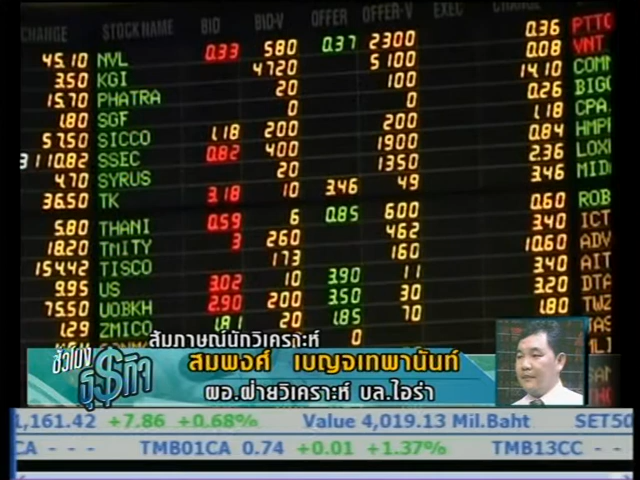 CHANGE STOCK NAME BID BID-V OFFER OFFER-V EXEC CHANGE
45.10 NVL 0.33 580 0.37 2300 0.36 PTTC
3.50 KGI 4720 5100 0.08 VNT
15.70 PHATRA 20 100 14.10 COMM
1.80 SGF 0 0 0.26 BIGC
57.50 SICCO 1.18 200 200 1.18 CPA
3110.82 SSEC 0.82 400 1900 0.84 HMPR
4.70 SYRUS 20 1350 2.36 LOXL
36.50 TK 3.18 10 3.46 49 3.46 MIDA
5.80 THANI 0.59 6 0.85 600 0.60 ROB
18.20 TNITY 3 260 462 3.40 ICT
154.42 TISCO 173 160 10.60 ADV
9.95 US 3.02 10 3.90 11 3.40 AIT
75.50 UOBKH 2.90 200 3.50 30 3.20 DTA
1.29 ZMICO 1.81 20 1.85 70 1.80 TWZ
0
สัมภาษณ์นักวิเคราะห์
ชั่วโมง
ธุรกิจ
สมพงศ์ เบญจเทพานันท์
ผอ.ฝ่ายวิเคราะห์ บล.ไอร่า
1,161.42 +7.86 +0.68% Value 4,019.13 Mil.Baht SET50
CA - - - TMB01CA 0.74 +0.01 +1.37% TMB13CC - -